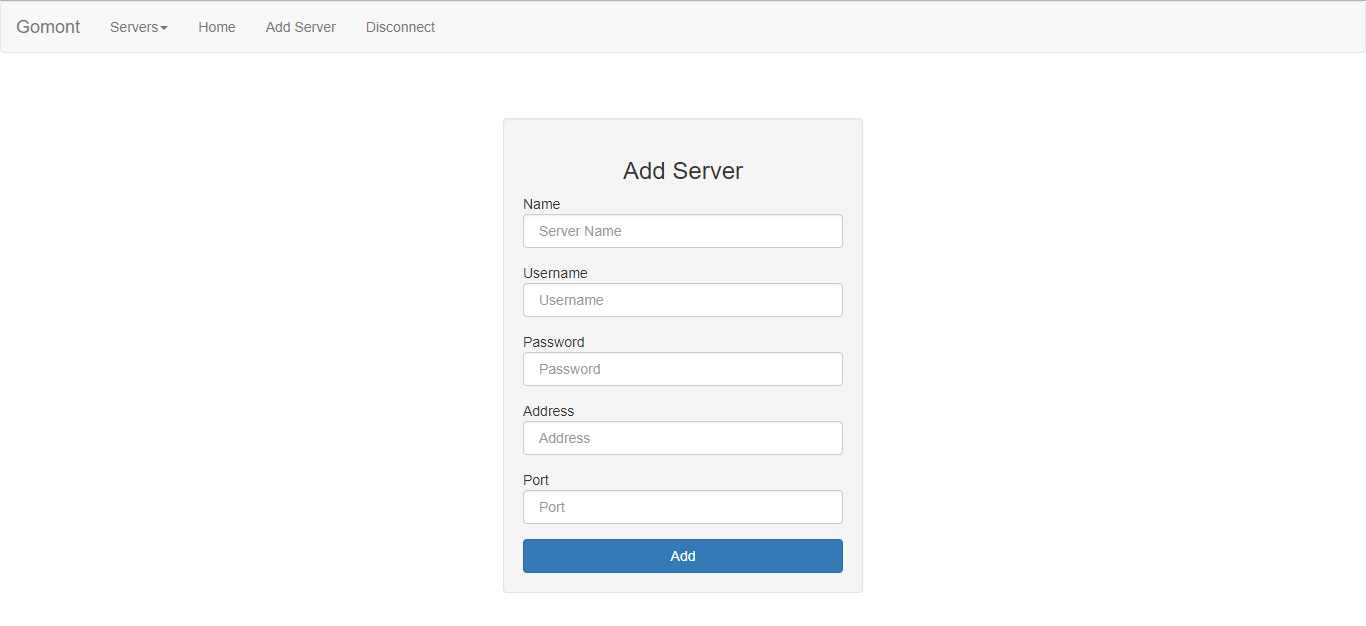 Gomont Servers Home Add Server Disconnect
Add Server
Name
Server Name
Username
Username
Password
Password
Address
Address
Port
Port
Add